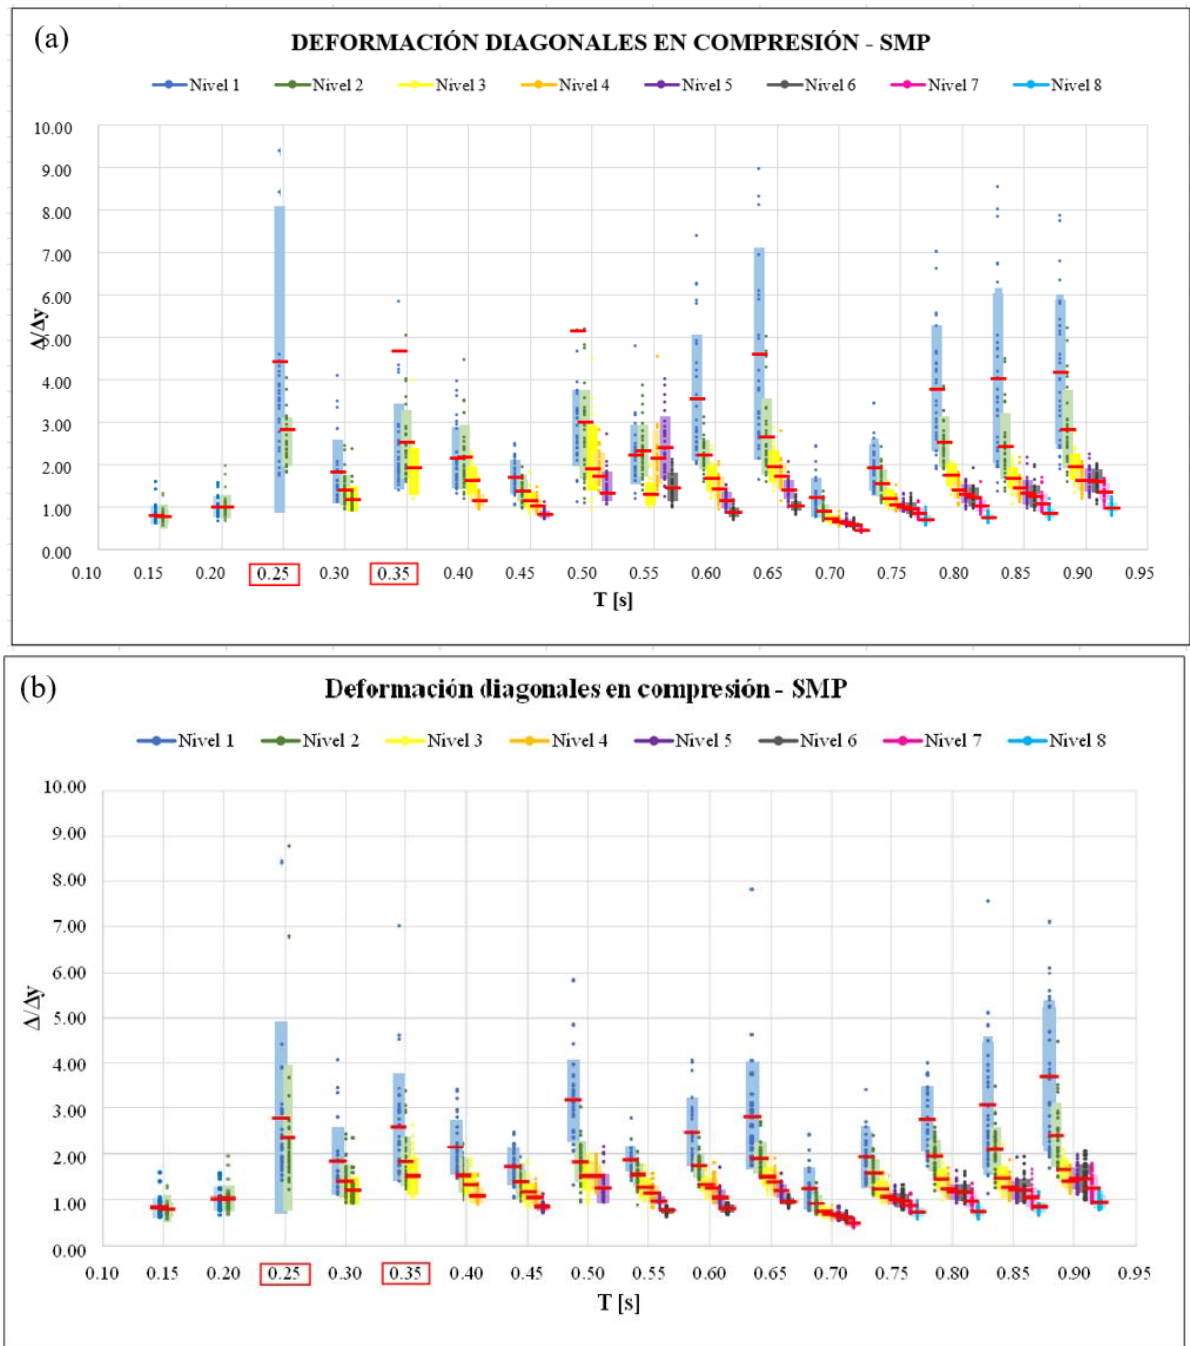 (a)
DEFORMACIÓN DIAGONALES EN COMPRESIÓN - SMP
Nivel 1 Nivel 2 Nivel 3 Nivel 4 Nivel 5 Nivel 6 Nivel 7 Nivel 8
10.00
9.00
8.00
7.00
6.00
5.00
Δ/Δy
4.00
3.00
2.00
1.00
0.00
0.10 0.15 0.20 0.25 0.30 0.35 0.40 0.45 0.50 0.55 0.60 0.65 0.70 0.75 0.80 0.85 0.90 0.95
T [s]
(b)
Deformación diagonales en compresión - SMP
Nivel 1 Nivel 2 Nivel 3 Nivel 4 Nivel 5 Nivel 6 Nivel 7 Nivel 8
10.00
9.00
8.00
7.00
6.00
Δ/Δy
5.00
4.00
3.00
2.00
1.00
0.00
0.10 0.15 0.20 0.25 0.30 0.35 0.40 0.45 0.50 0.55 0.60 0.65 0.70 0.75 0.80 0.85 0.90 0.95
T [s]